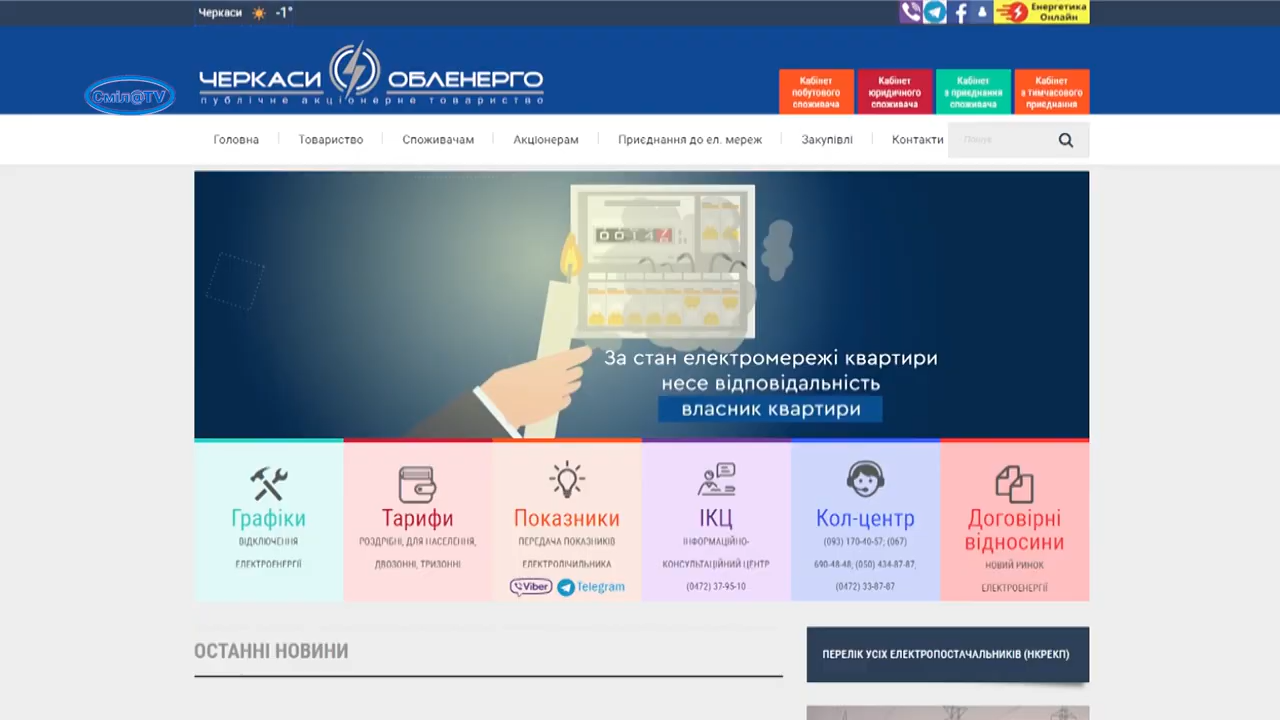 Черкаси -1°
Енергетика
Онлайн
Сміл@TV
ЧЕРКАСИ ОБЛЕНЕРГО
публічне акціонерне товариство
Кабінет
побутового
споживача
Кабінет
юридичного
споживача
Кабінет
з приєднання
споживача
Кабінет
з тимчасового
приєднання
Головна
Товариство
Споживачам
Акціонерам
Приєднання до ел. мереж
Закупівлі
Контакти
Пошук
00147
За стан електромережі квартири
несе відповідальність
власник квартири
Графіки
ВІДКЛЮЧЕННЯ
ЕЛЕКТРОЕНЕРГІЇ
Тарифи
РОЗДРІБНІ, ДЛЯ НАСЕЛЕННЯ,
ДВОЗОННІ, ТРИЗОННІ
Показники
ПЕРЕДАЧА ПОКАЗНИКІВ
ЕЛЕКТРОЛІЧИЛЬНИКА
Viber Telegram
ІКЦ
ІНФОРМАЦІЙНО-
КОНСУЛЬТАЦІЙНИЙ ЦЕНТР
(0472) 37-95-10
Кол-центр
(093) 170-40-57; (067)
690-48-48, (050) 434-87-87,
(0472) 33-87-87
Договірні
відносини
НОВИЙ РИНОК
ЕЛЕКТРОЕНЕРГІЇ
ОСТАННІ НОВИНИ
ПЕРЕЛІК УСІХ ЕЛЕКТРОПОСТАЧАЛЬНИКІВ (НКРЕКП)